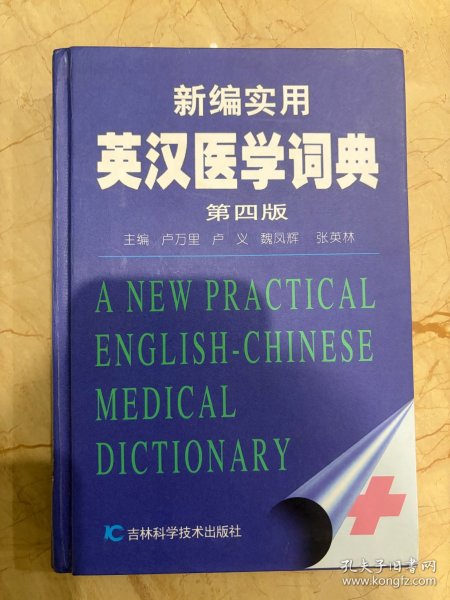 新编实用
英汉医学词典
第四版
主编 卢万里 卢 义 魏凤辉 张英林
A NEW PRACTICAL
ENGLISH-CHINESE
MEDICAL
DICTIONARY
吉林科学技术出版社
孔夫子旧书网
www.kongfz.com